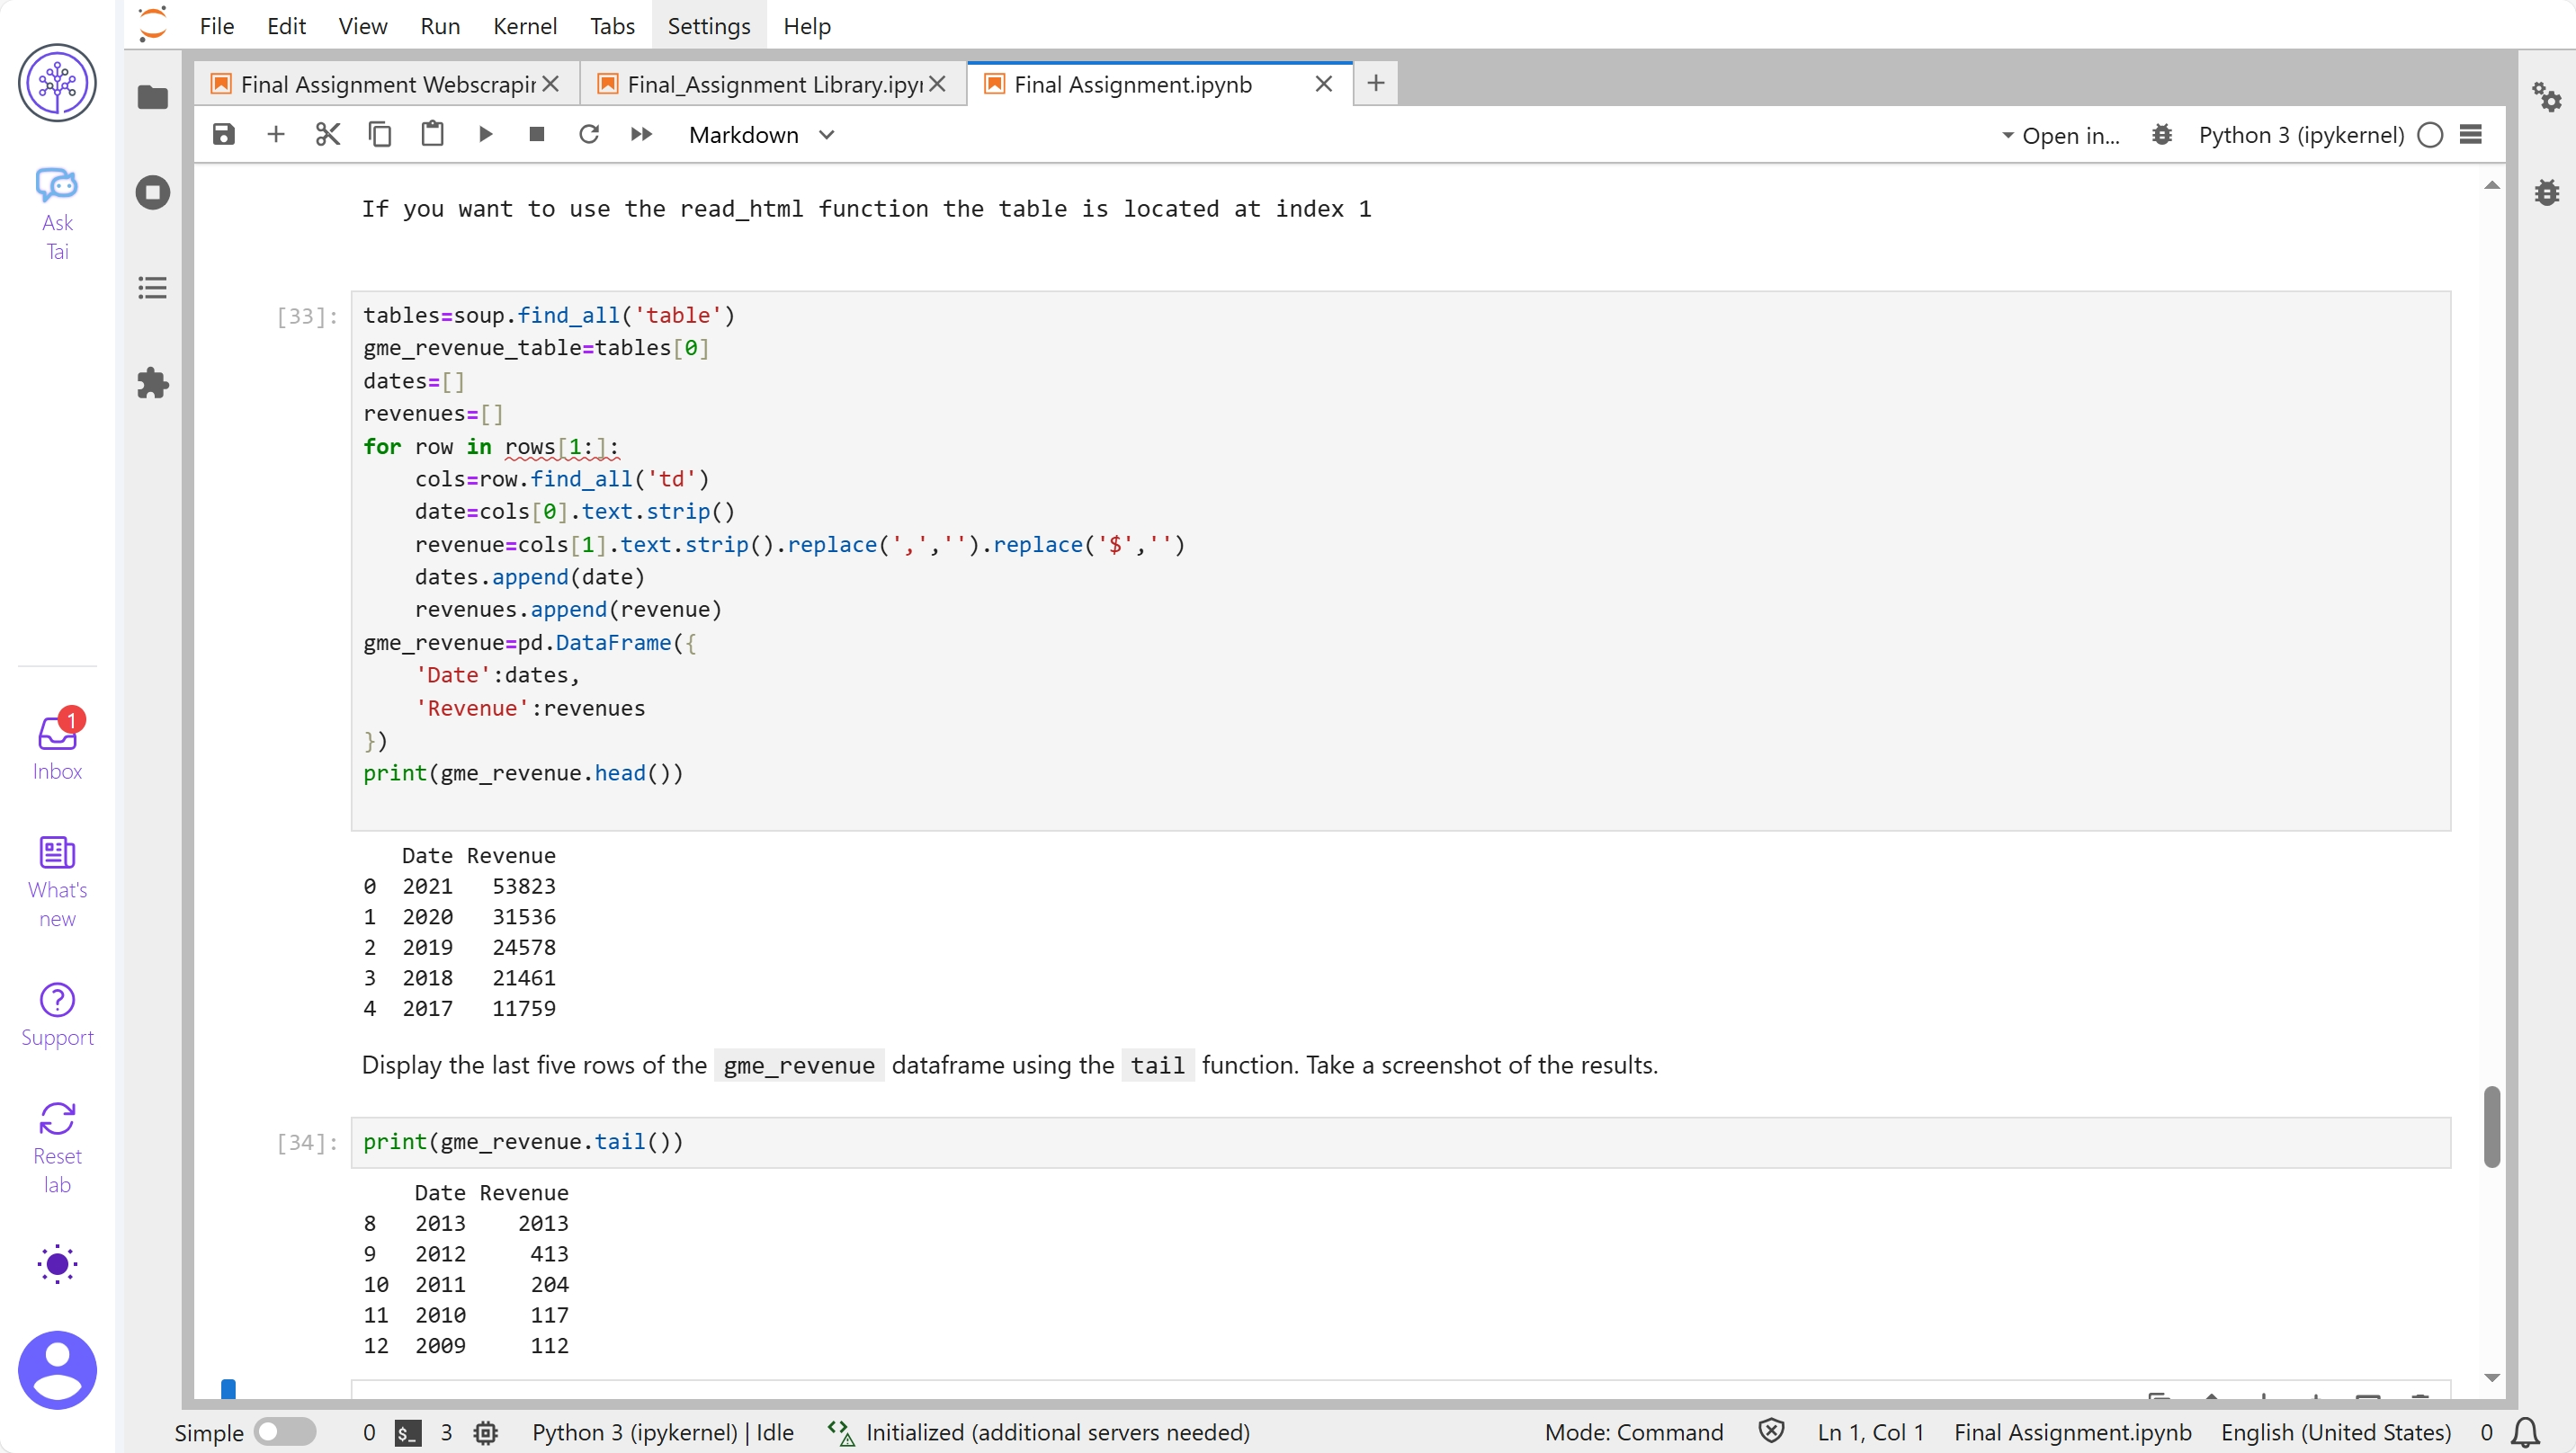 File Edit View Run Kernel Tabs Settings Help
Final Assignment Webscrapin Final_Assignment Library.ipyn Final Assignment.ipynb
Markdown Open in... Python 3 (ipykernel)
Ask
Tai
If you want to use the read_html function the table is located at index 1
[33]: tables=soup.find_all('table')
gme_revenue_table=tables[0]
dates=[]
revenues=[]
for row in rows[1:]:
    cols=row.find_all('td')
    date=cols[0].text.strip()
    revenue=cols[1].text.strip().replace(',','').replace('$','')
    dates.append(date)
    revenues.append(revenue)
gme_revenue=pd.DataFrame({
    'Date':dates,
    'Revenue':revenues
})
print(gme_revenue.head())
   Date Revenue
0  2021   53823
1  2020   31536
2  2019   24578
3  2018   21461
4  2017   11759
Display the last five rows of the gme_revenue dataframe using the tail function. Take a screenshot of the results.
[34]: print(gme_revenue.tail())
    Date Revenue
8   2013    2013
9   2012     413
10  2011     204
11  2010     117
12  2009     112
1
Inbox
What's
new
Support
Reset
lab
Simple 0 $_ 3 Python 3 (ipykernel) | Idle Initialized (additional servers needed) Mode: Command Ln 1, Col 1 Final Assignment.ipynb English (United States) 0